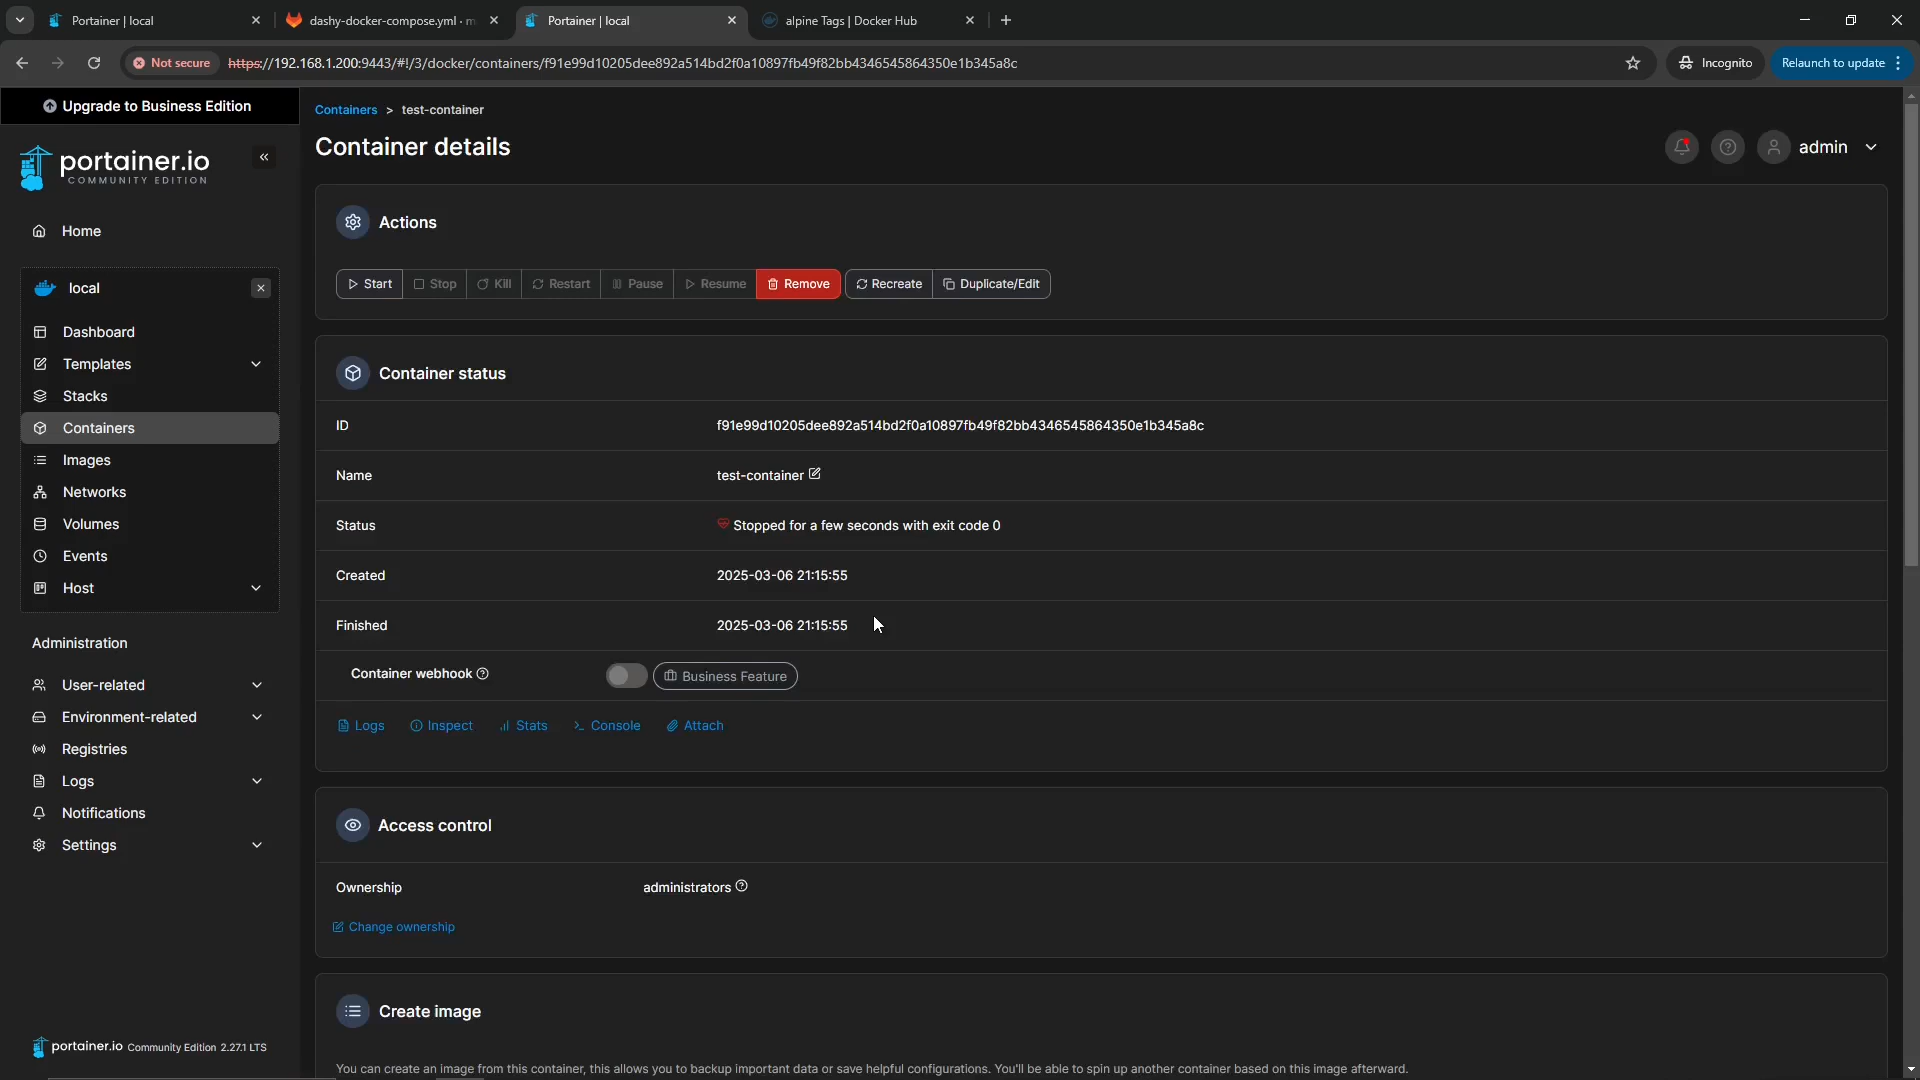 Portainer | local
dashy-docker-compose.yml · m
Portainer | local
alpine Tags | Docker Hub
Not secure
https://192.168.1.200:9443/#!/3/docker/containers/f91e99d10205dee892a514bd2f0a10897fb49f82bb4346545864350e1b345a8c
Incognito
Relaunch to update
Upgrade to Business Edition
portainer.io
COMMUNITY EDITION
Home
local
Dashboard
Templates
Stacks
Containers
Images
Networks
Volumes
Events
Host
Administration
User-related
Environment-related
Registries
Logs
Notifications
Settings
portainer.io Community Edition 2.27.1 LTS
Containers > test-container
Container details
admin
Actions
Start
Stop
Kill
Restart
Pause
Resume
Remove
Recreate
Duplicate/Edit
Container status
ID f91e99d10205dee892a514bd2f0a10897fb49f82bb4346545864350e1b345a8c
Name test-container
Status Stopped for a few seconds with exit code 0
Created 2025-03-06 21:15:55
Finished 2025-03-06 21:15:55
Container webhook Business Feature
Logs
Inspect
Stats
Console
Attach
Access control
Ownership administrators
Change ownership
Create image
You can create an image from this container, this allows you to backup important data or save helpful configurations. You'll be able to spin up another container based on this image afterward.